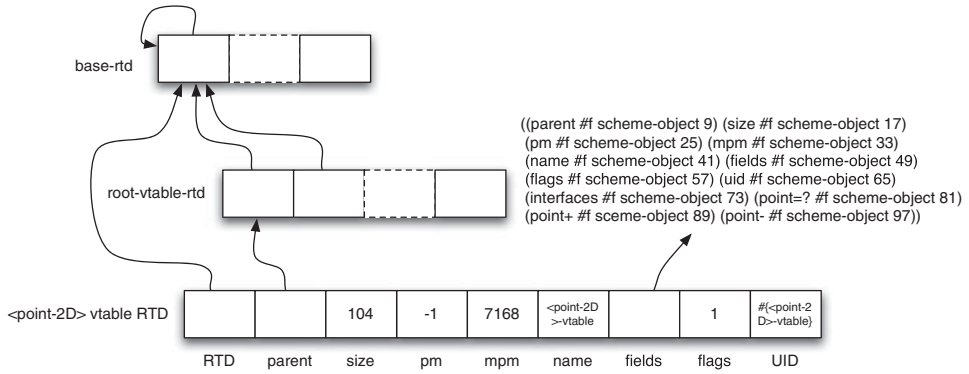 base-rtd
((parent #f scheme-object 9) (size #f scheme-object 17)
(pm #f scheme-object 25) (mpm #f scheme-object 33)
(name #f scheme-object 41) (fields #f scheme-object 49)
(flags #f scheme-object 57) (uid #f scheme-object 65)
(interfaces #f scheme-object 73) (point=? #f scheme-object 81)
(point+ #f sceme-object 89) (point- #f scheme-object 97))
root-vtable-rtd
<point-2D> vtable RTD
104
-1
7168
<point-2D
>-vtable
1
#{<point-2
D>-vtable}
RTD parent size pm mpm name fields flags UID